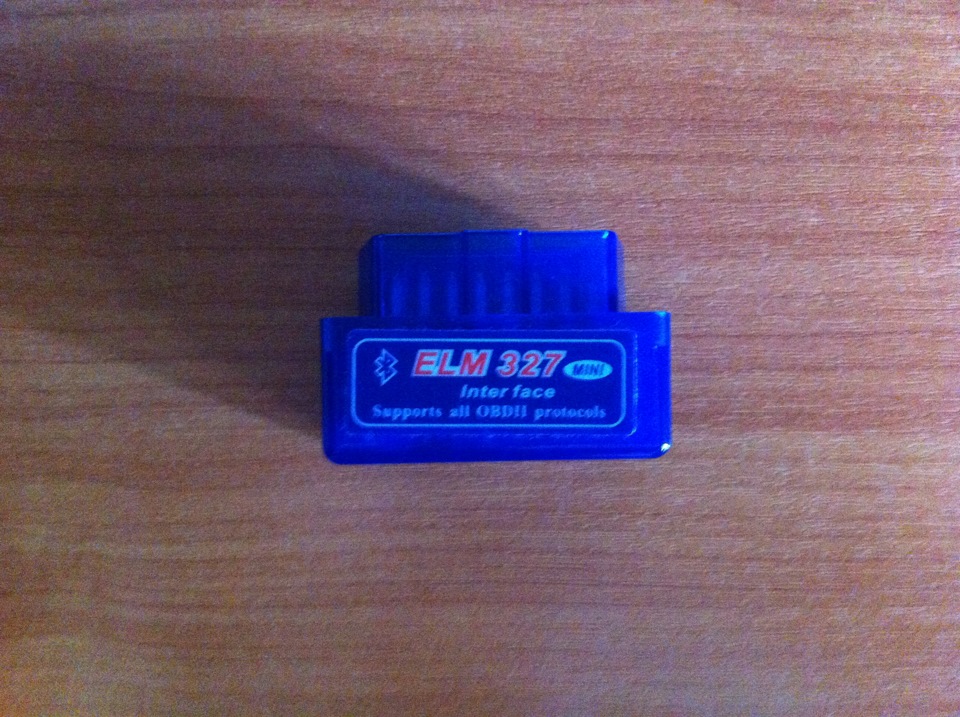 ELM 327 MINI
Inter face
Supports all OBDII protocols